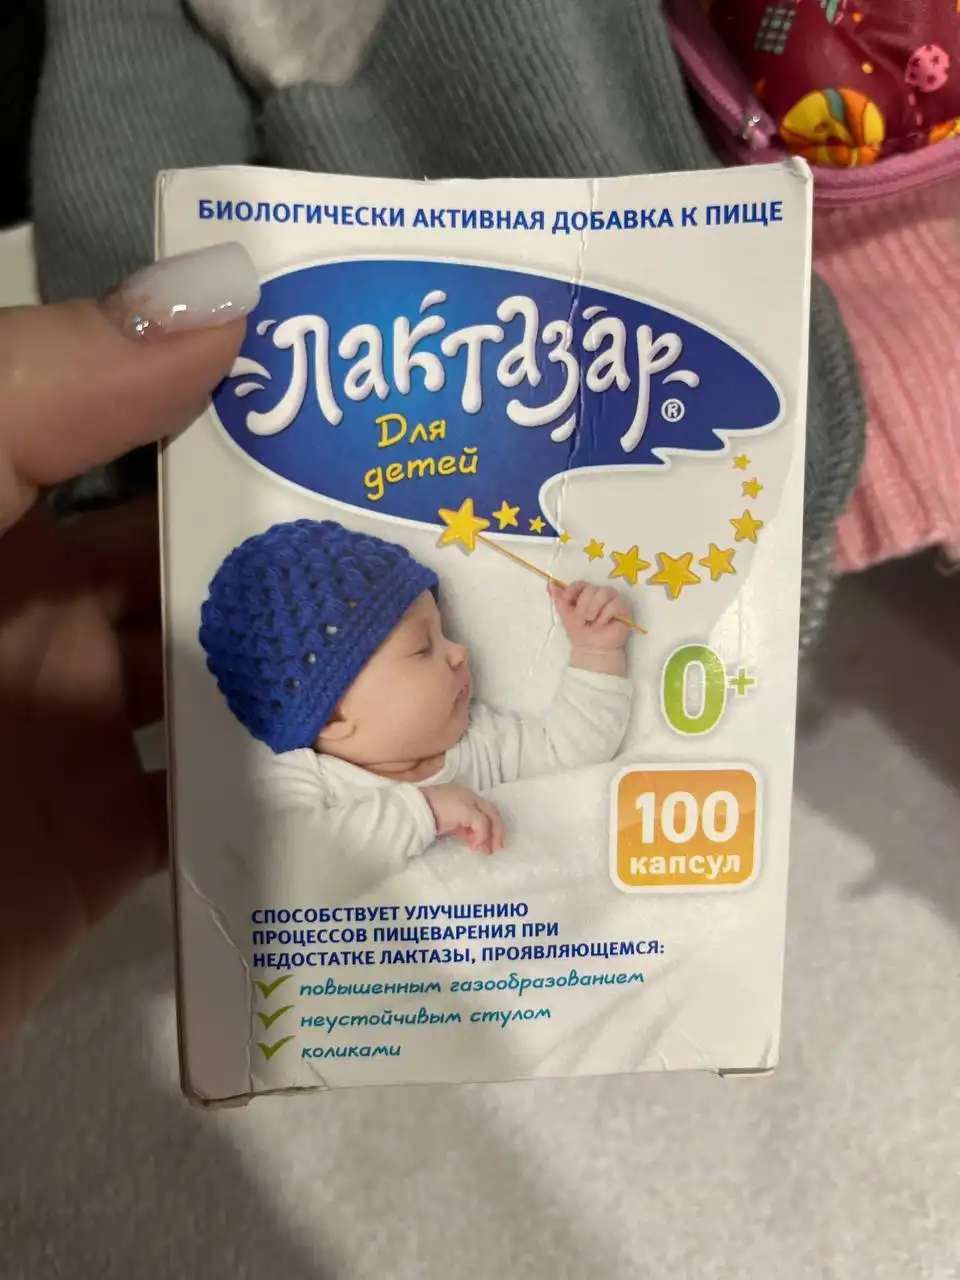 БИОЛОГИЧЕСКИ АКТИВНАЯ ДОБАВКА К ПИЩЕ
Лактазар®
Для
детей
0+
100
капсул
СПОСОБСТВУЕТ УЛУЧШЕНИЮ
ПРОЦЕССОВ ПИЩЕВАРЕНИЯ ПРИ
НЕДОСТАТКЕ ЛАКТАЗЫ, ПРОЯВЛЯЮЩЕМСЯ:
повышенным газообразованием
неустойчивым стулом
коликами